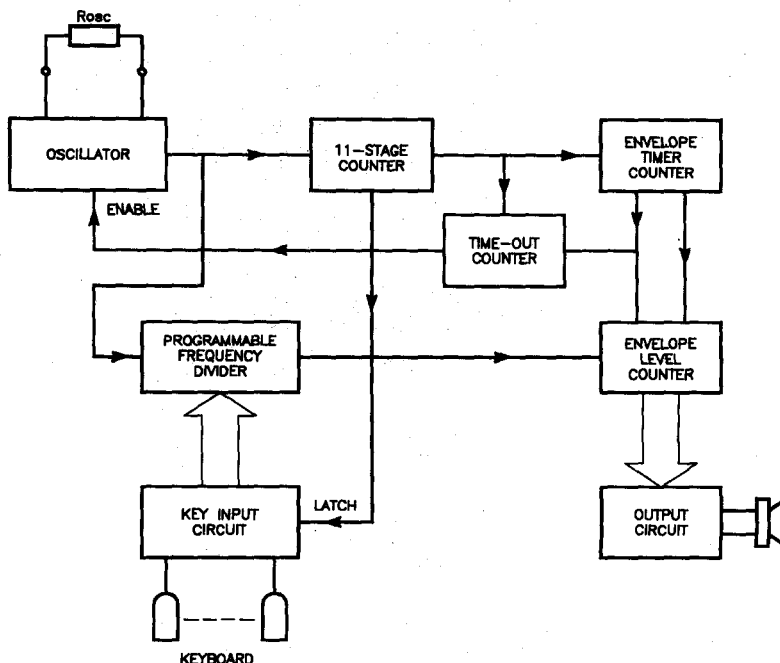 Rosc
OSCILLATOR
11-STAGE
COUNTER
ENVELOPE
TIMER
COUNTER
ENABLE
TIME-OUT
COUNTER
PROGRAMMABLE
FREQUENCY
DIVIDER
ENVELOPE
LEVEL
COUNTER
KEY INPUT
CIRCUIT
LATCH
OUTPUT
CIRCUIT
KEYBOARD